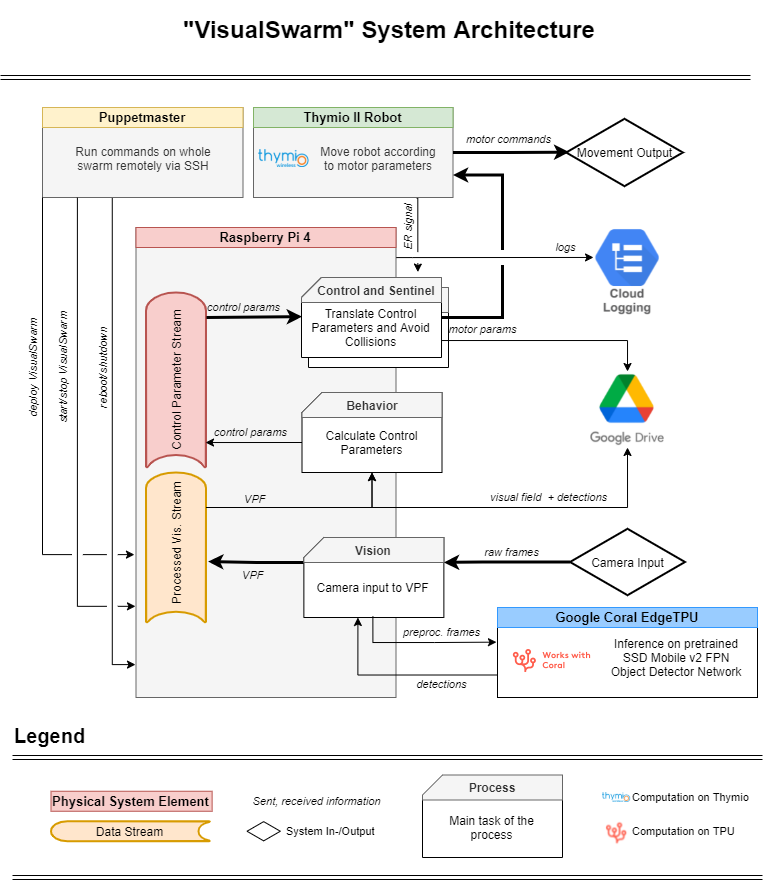 "VisualSwarm" System Architecture
Puppetmaster
Run commands on whole
swarm remotely via SSH
Thymio II Robot
thymio
wireless
Move robot according
to motor parameters
motor commands
Movement Output
ER signal
Raspberry Pi 4
logs
Cloud
Logging
deploy VisualSwarm
start/stop VisualSwarm
reboot/shutdown
Control Parameter Stream
control params
Control and Sentinel
Translate Control
Parameters and Avoid
Collisions
motor params
Google Drive
Behavior
Calculate Control
Parameters
control params
Processed Vis. Stream
VPF
visual field + detections
Vision
Camera input to VPF
VPF
raw frames
Camera Input
preproc. frames
detections
Google Coral EdgeTPU
Works with
Coral
Inference on pretrained
SSD Mobile v2 FPN
Object Detector Network
Legend
Physical System Element
Data Stream
Sent, received information
System In-/Output
Process
Main task of the
process
thymio
Computation on Thymio
Computation on TPU